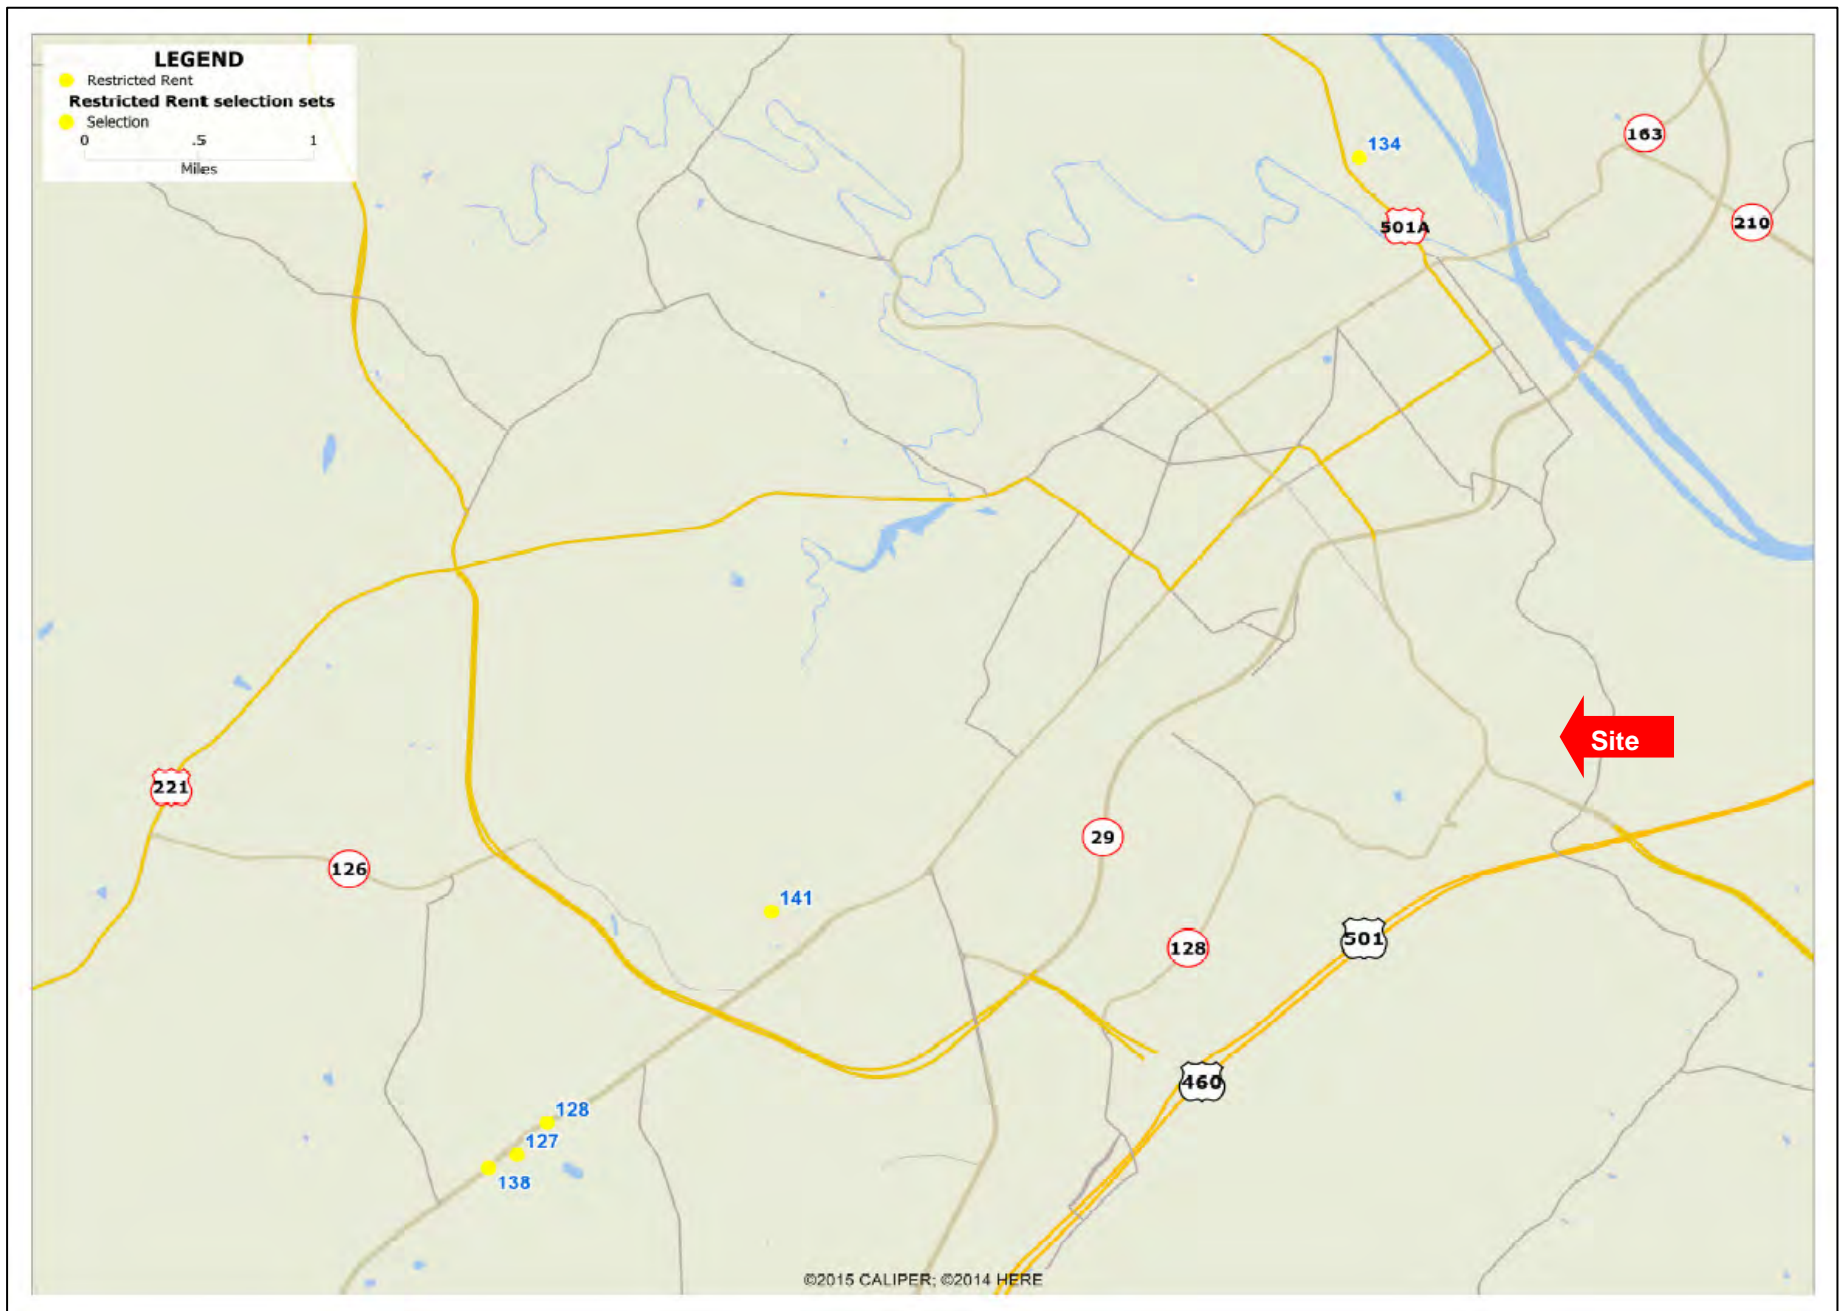 LEGEND
Restricted Rent
Restricted Rent selection sets
Selection
0 .5 1
Miles
134
163
501A
210
Site
221
29
126
141
501
128
460
128
127
138
©2015 CALIPER; ©2014 HERE